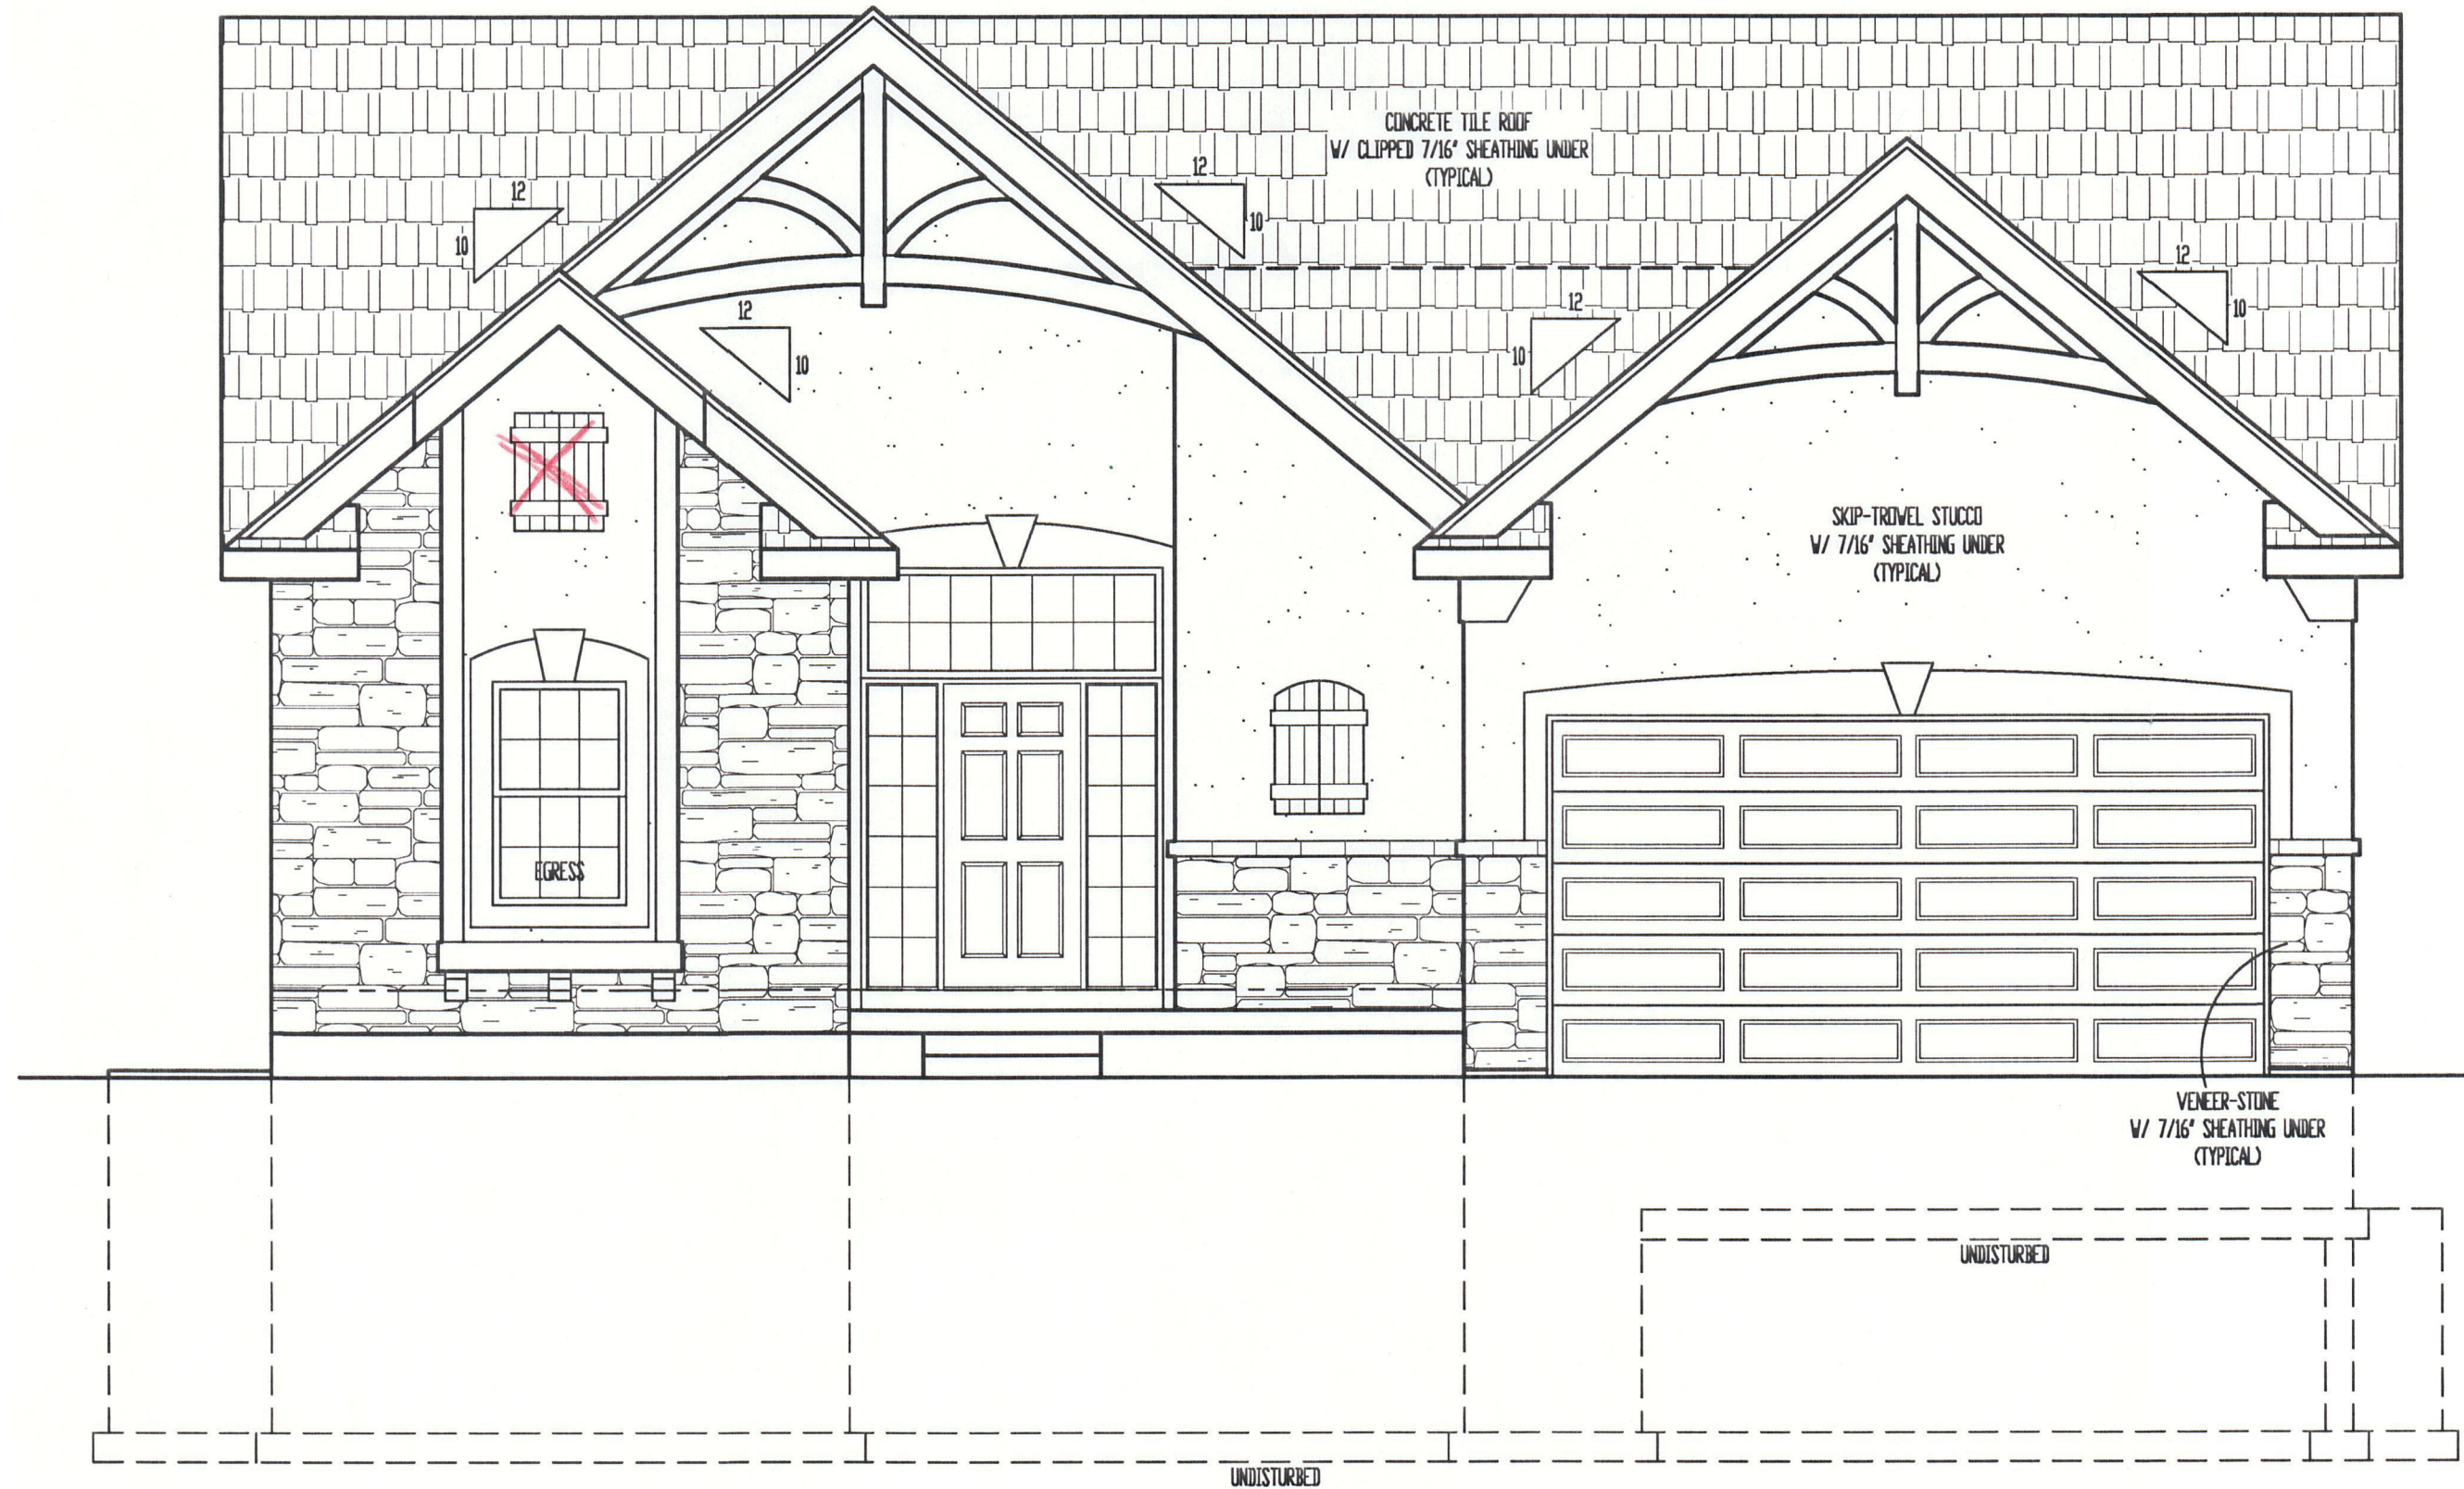 CONCRETE TILE ROOF
W/ CLIPPED 7/16" SHEATHING UNDER
(TYPICAL)
12
10
12
10
12
10
12
10
12
10
SKIP-TROWEL STUCCO
W/ 7/16" SHEATHING UNDER
(TYPICAL)
EGRESS
VENEER-STONE
W/ 7/16" SHEATHING UNDER
(TYPICAL)
UNDISTURBED
UNDISTURBED